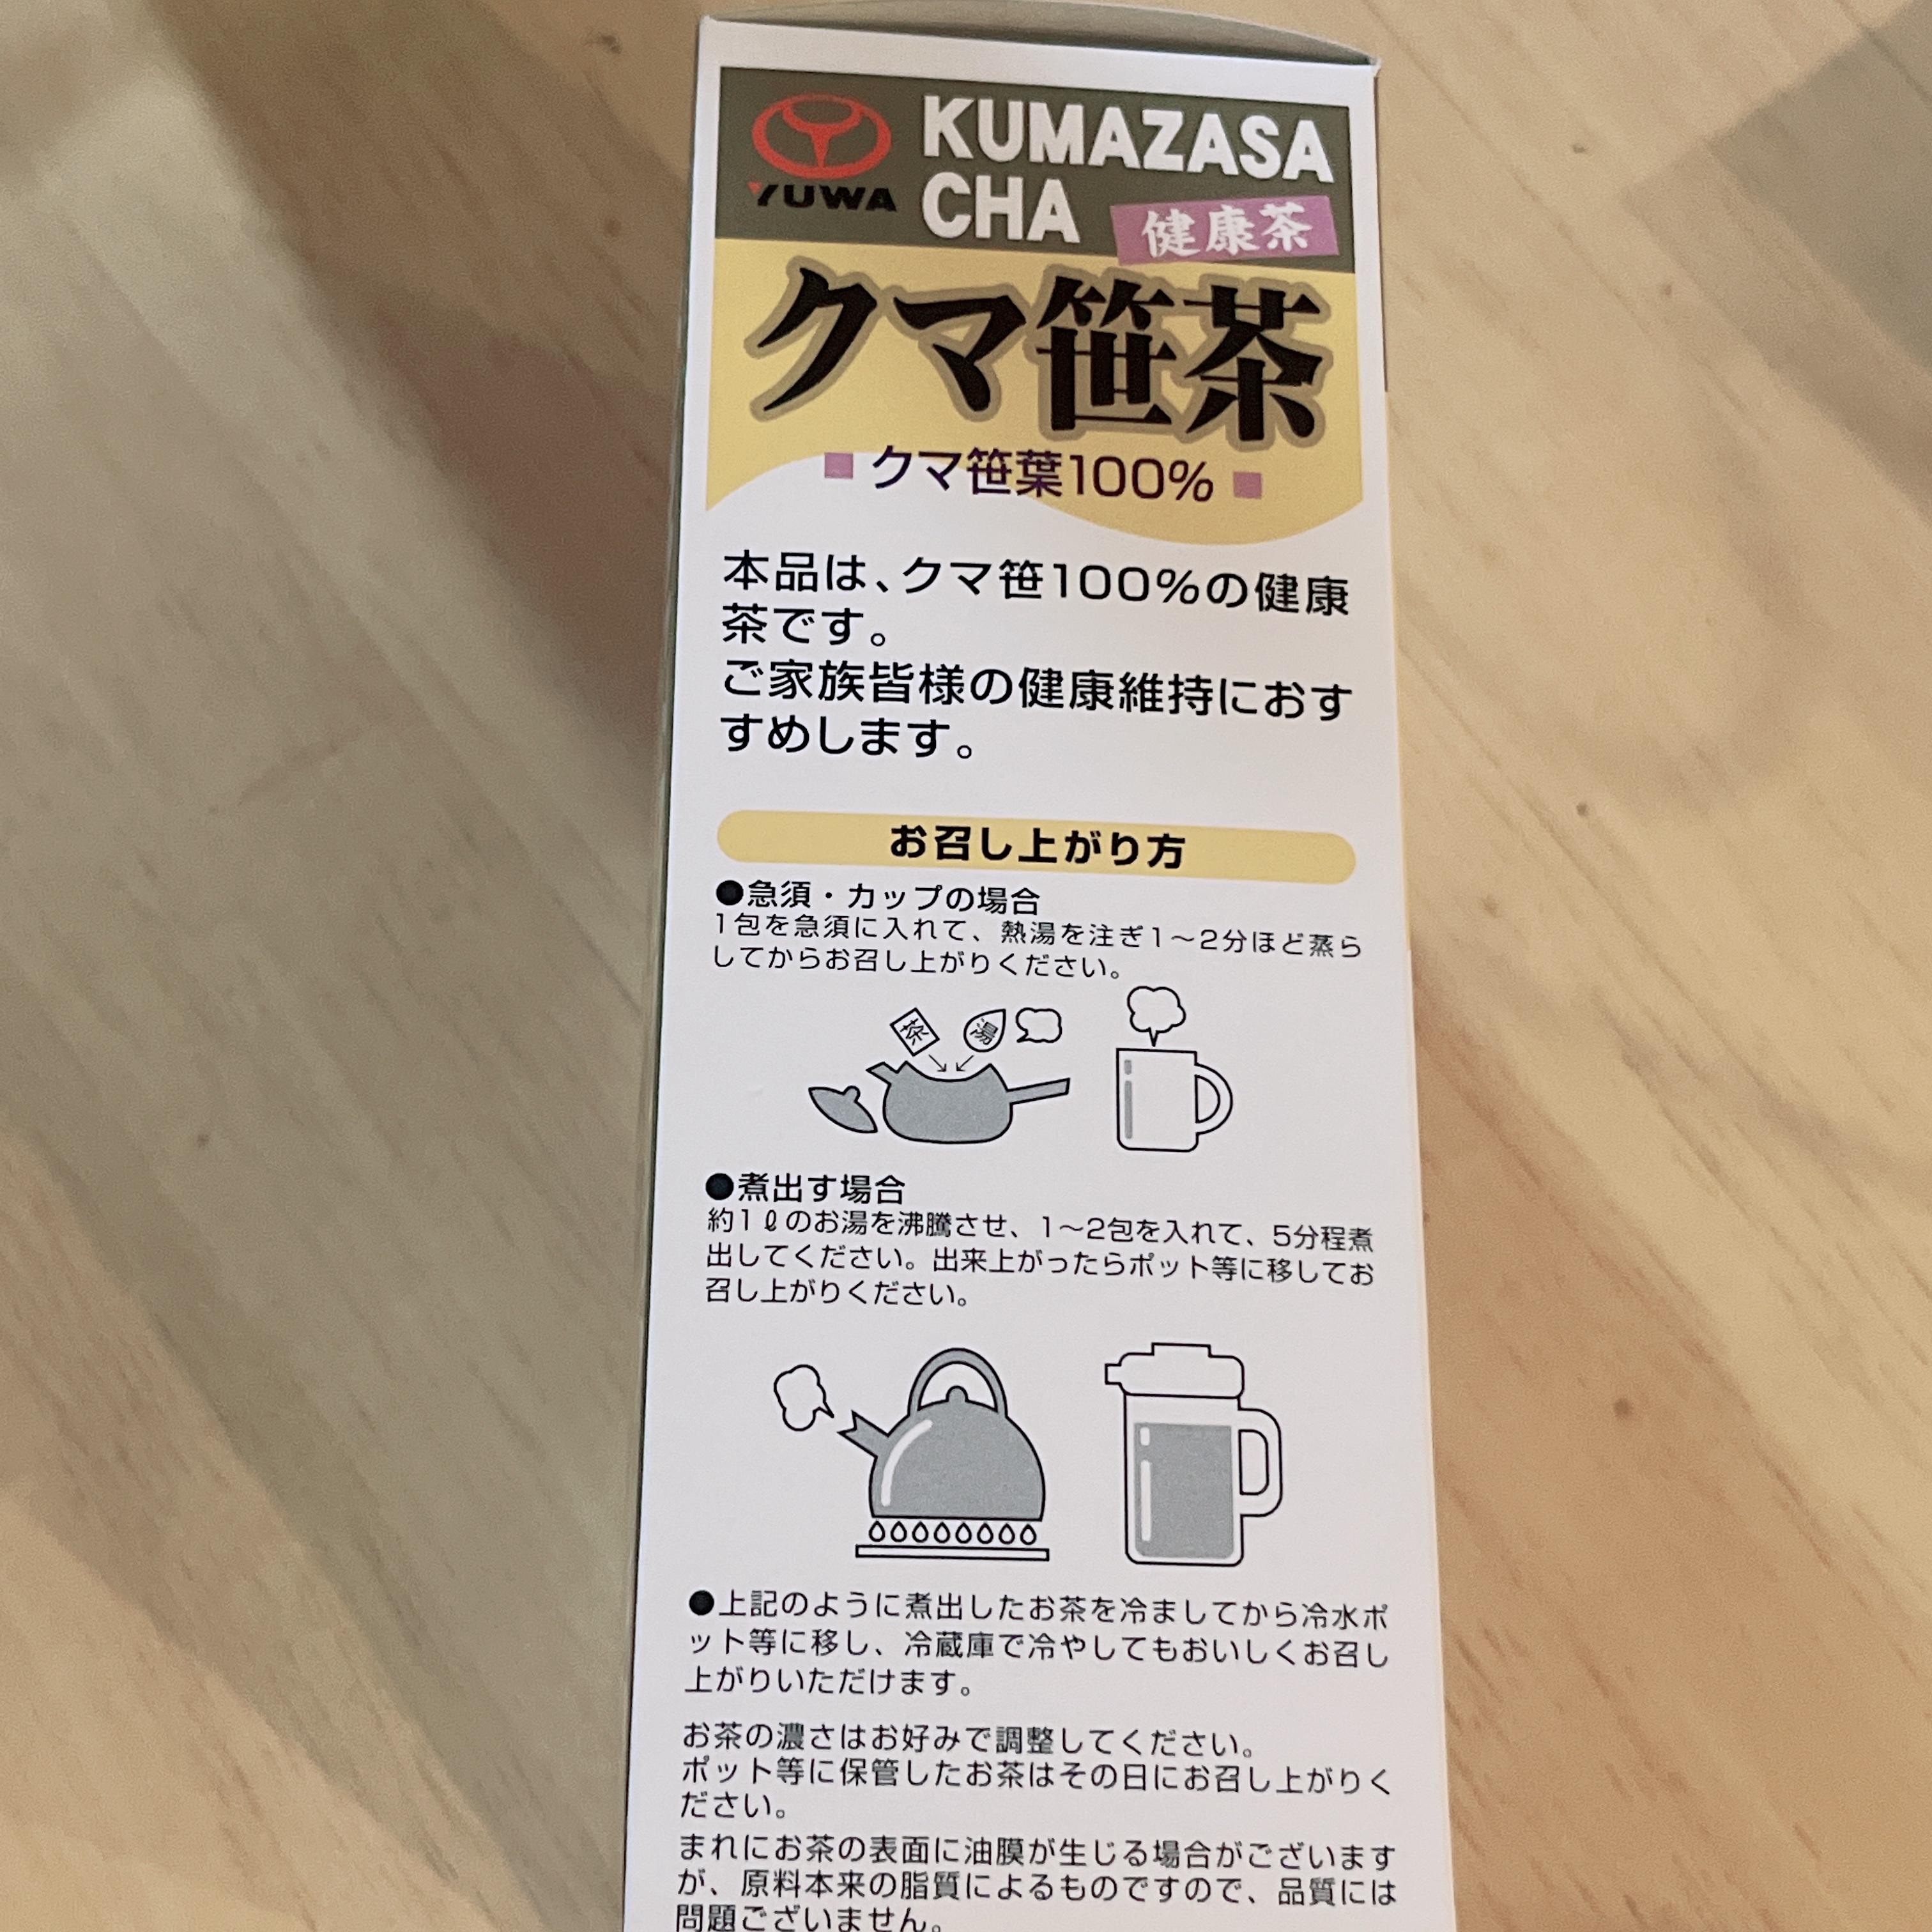 YUWA
KUMAZASA
CHA
健康茶
クマ笹茶
■ クマ笹葉100% ■
本品は、クマ笹100%の健康
茶です。
ご家族皆様の健康維持におす
すめします。
お召し上がり方
●急須・カップの場合
1包を急須に入れて、熱湯を注ぎ1〜2分ほど蒸ら
してからお召し上がりください。
茶
湯
●煮出す場合
約1ℓのお湯を沸騰させ、1〜2包を入れて、5分程煮
出してください。出来上がったらポット等に移してお
召し上がりください。
●上記のように煮出したお茶を冷ましてから冷水ポ
ット等に移し、冷蔵庫で冷やしてもおいしくお召し
上がりいただけます。
お茶の濃さはお好みで調整してください。
ポット等に保管したお茶はその日にお召し上がりく
ださい。
まれにお茶の表面に油膜が生じる場合がございます
が、原料本来の脂質によるものですので、品質には
問題ございません。